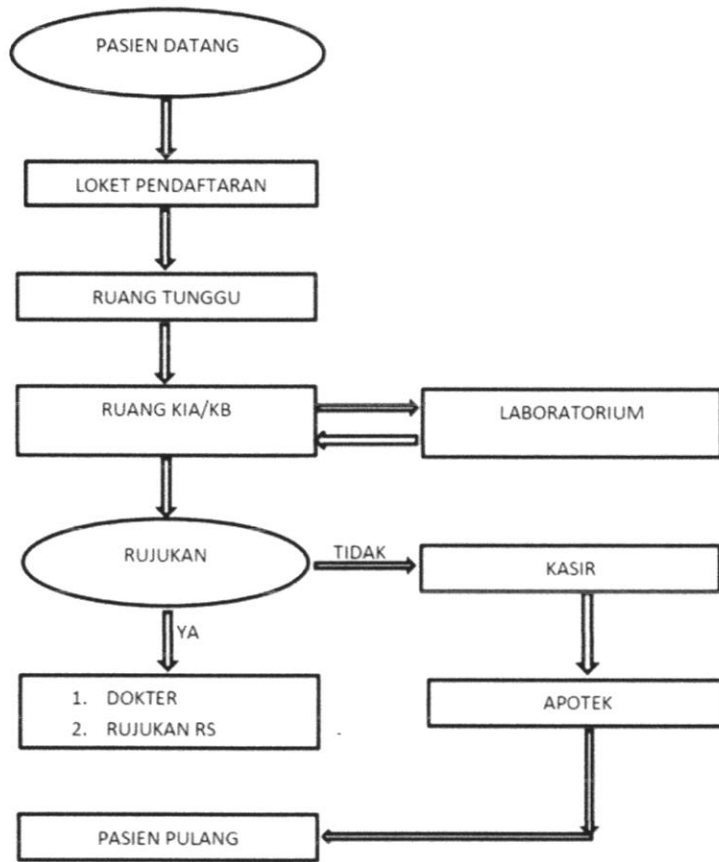 PASIEN DATANG
LOKET PENDAFTARAN
RUANG TUNGGU
RUANG KIA/KB
LABORATORIUM
RUJUKAN
TIDAK
KASIR
YA
1. DOKTER
2. RUJUKAN RS
APOTEK
PASIEN PULANG